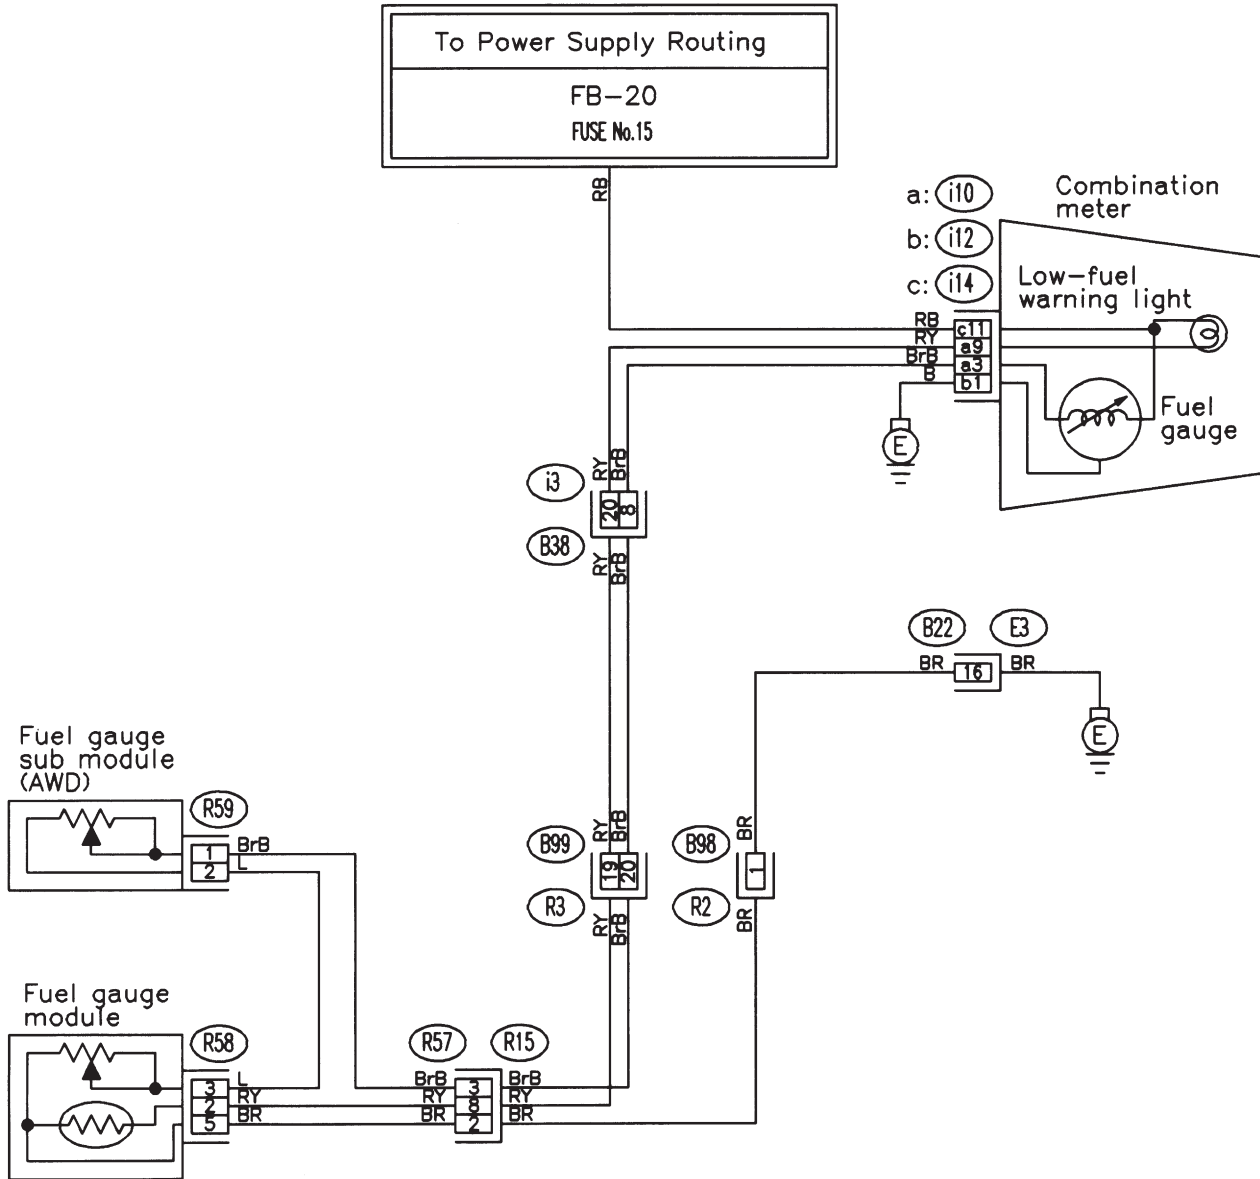 To Power Supply Routing
FB-20
FUSE No.15
RB
a: i10
b: i12
c: i14
Combination
meter
Low-fuel
warning light
RB
RY
BrB
B
c11
a9
a3
b1
Fuel
gauge
E
RY
BrB
i3
20
8
B38
RY
BrB
B22
E3
BR
16
BR
E
Fuel gauge
sub module
(AWD)
R59
1
2
BrB
L
B99
RY
BrB
19
20
R3
RY
BrB
B98
BR
1
R2
BR
Fuel gauge
module
R58
3
2
5
L
RY
BR
R57
R15
BrB
RY
BR
3
8
2
BrB
RY
BR